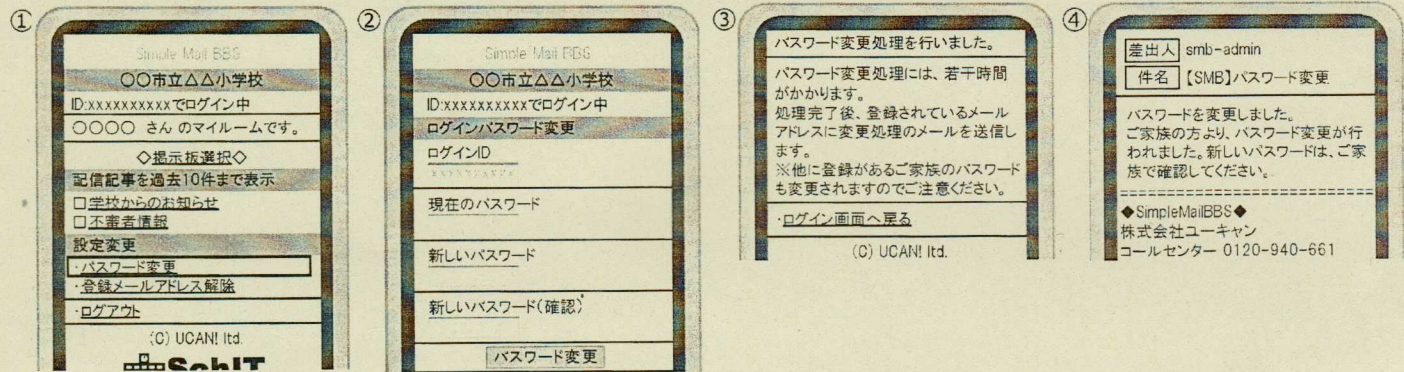 ①
Simple Mail BBS
〇〇市立△△小学校
ID:xxxxxxxxxxでログイン中
〇〇〇〇 さん のマイルームです。
◇掲示板選択◇
配信記事を過去10件まで表示
□学校からのお知らせ
□不審者情報
設定変更
・パスワード変更
・登録メールアドレス解除
・ログアウト
(C) UCAN! ltd.
SchIT
②
Simple Mail BBS
〇〇市立△△小学校
ID:xxxxxxxxxxでログイン中
ログインパスワード変更
ログインID
xxxxxxxxxx
現在のパスワード
新しいパスワード
新しいパスワード(確認)
パスワード変更
③
パスワード変更処理を行いました。
パスワード変更処理には、若干時間
がかかります。
処理完了後、登録されているメール
アドレスに変更処理のメールを送信し
ます。
※他に登録があるご家族のパスワード
も変更されますのでご注意ください。
・ログイン画面へ戻る
(C) UCAN! ltd.
④
差出人 smb-admin
件名 【SMB】パスワード変更
パスワードを変更しました。
ご家族の方より、パスワード変更が行
われました。新しいパスワードは、ご家
族で確認してください。
==============================
◆SimpleMailBBS◆
株式会社ユーキャン
コールセンター 0120-940-661